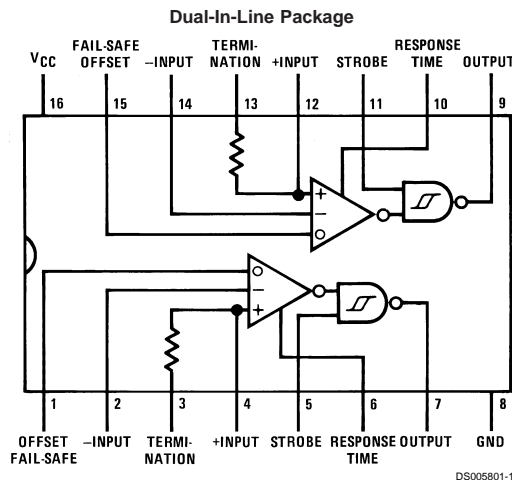 Dual-In-Line Package
VCC
FAIL-SAFE
OFFSET
–INPUT
TERMI-
NATION
+INPUT
STROBE
RESPONSE
TIME
OUTPUT
16 15 14 13 12 11 10 9
+
–
+
–
1 2 3 4 5 6 7 8
OFFSET
FAIL-SAFE
–INPUT
TERMI-
NATION
+INPUT
STROBE
RESPONSE
TIME
OUTPUT
GND
DS005801-1